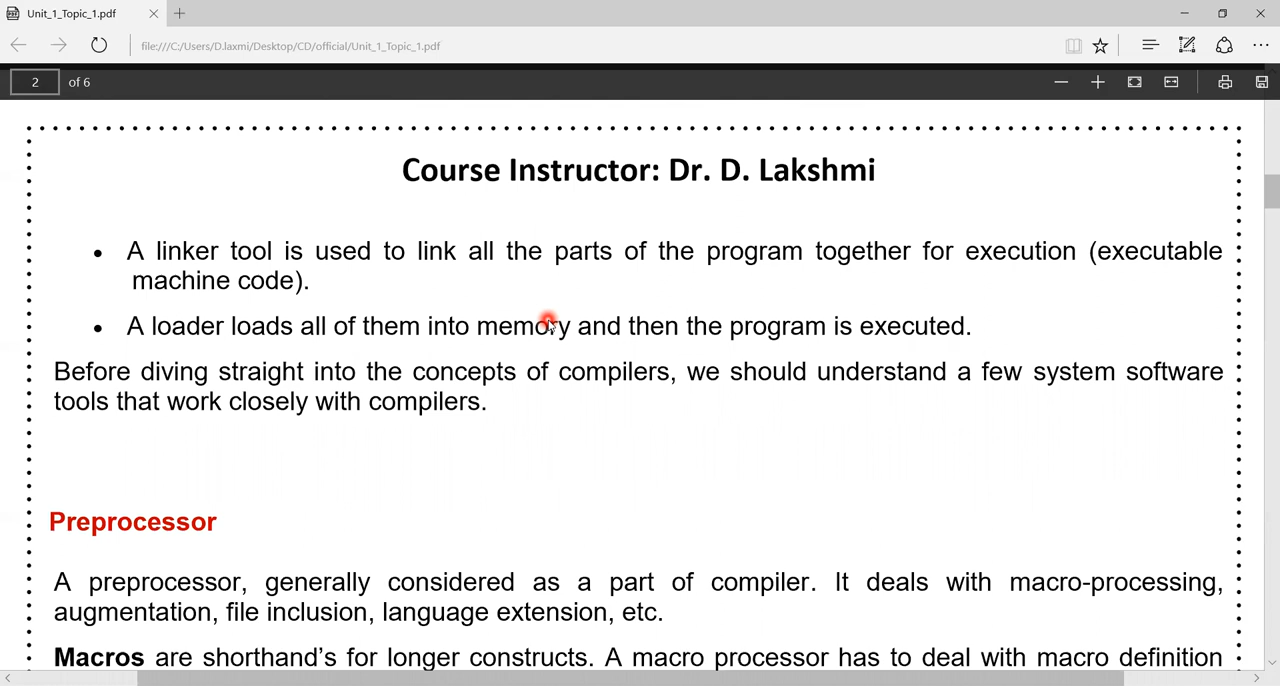 Unit_1_Topic_1.pdf
file:///C:/Users/D.laxmi/Desktop/CD/official/Unit_1_Topic_1.pdf
2 of 6
Course Instructor: Dr. D. Lakshmi
• A linker tool is used to link all the parts of the program together for execution (executable
machine code).
• A loader loads all of them into memory and then the program is executed.
Before diving straight into the concepts of compilers, we should understand a few system software
tools that work closely with compilers.
Preprocessor
A preprocessor, generally considered as a part of compiler. It deals with macro-processing,
augmentation, file inclusion, language extension, etc.
Macros are shorthand's for longer constructs. A macro processor has to deal with macro definition